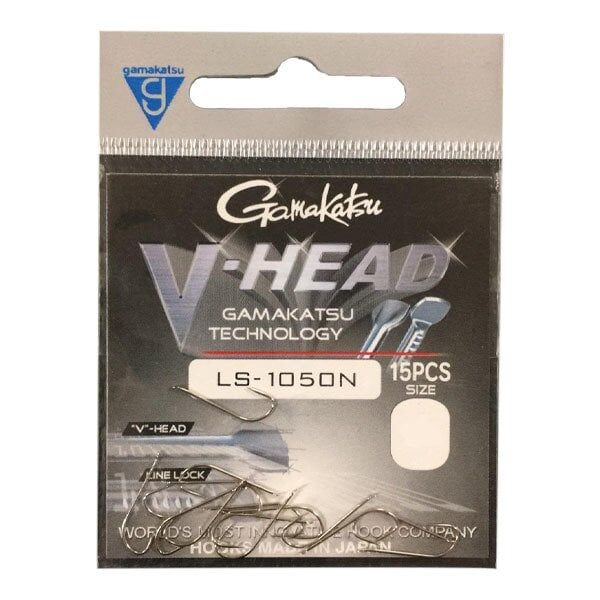 gamakatsu
Gamakatsu
V-HEAD
GAMAKATSU
TECHNOLOGY
LS-1050N
15PCS
SIZE
"V"-HEAD
LINE LOCK
WORLD'S MOST INNOVATIVE HOOK COMPANY
HOOKS MADE IN JAPAN